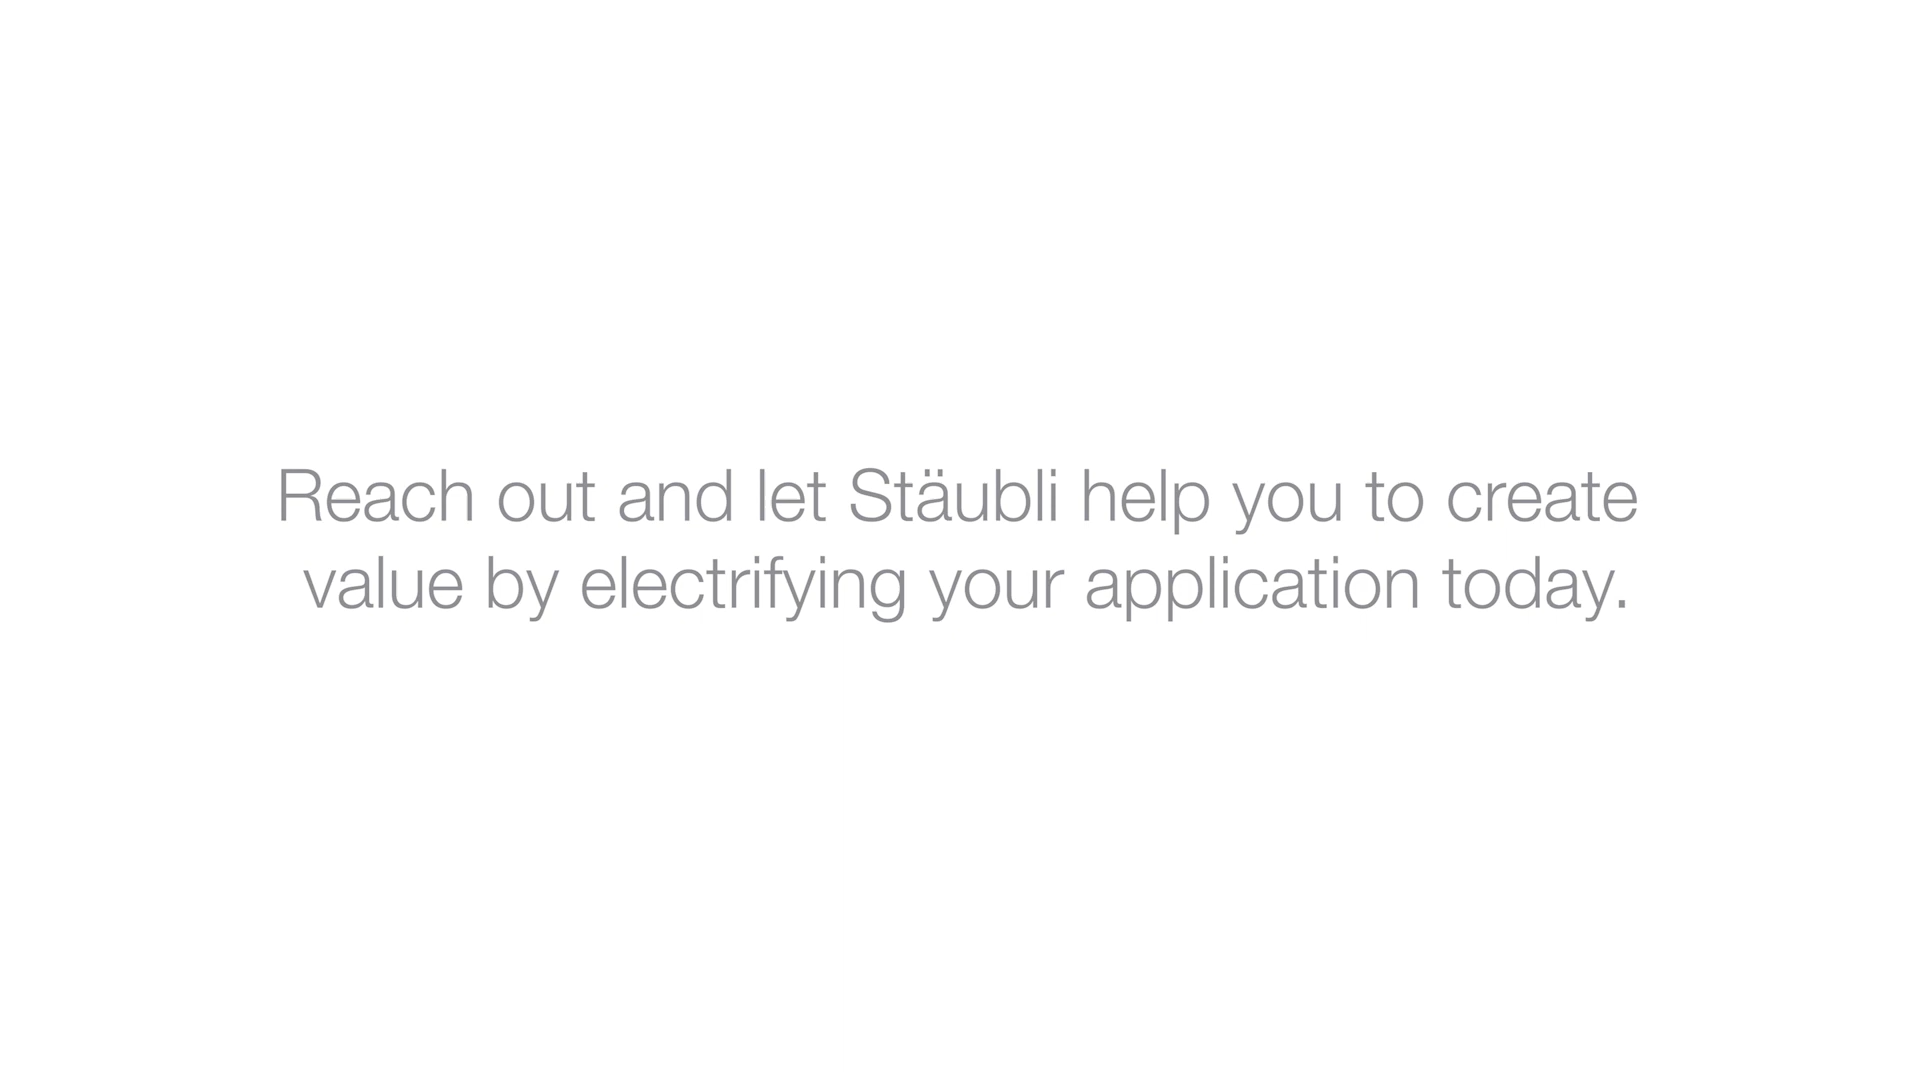 Reach out and let Stäubli help you to create
value by electrifying your application today.